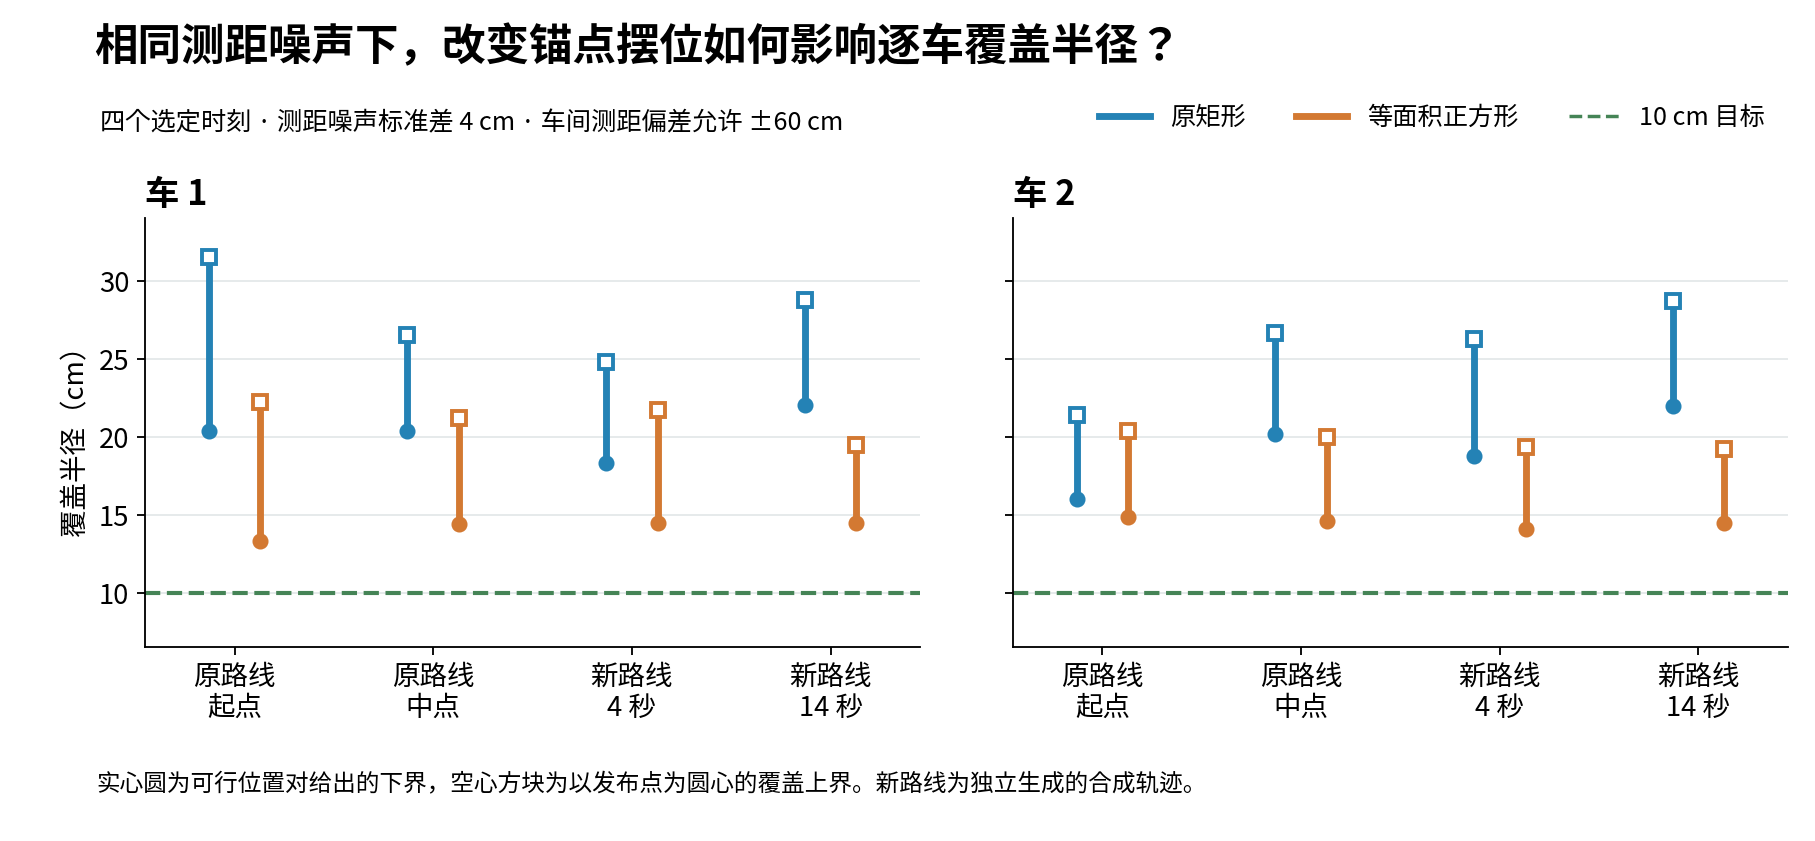 相同测距噪声下，改变锚点摆位如何影响逐车覆盖半径？
四个选定时刻 · 测距噪声标准差 4 cm · 车间测距偏差允许 ±60 cm
原矩形
等面积正方形
10 cm 目标
车 1
车 2
覆盖半径（cm）
30
25
20
15
10
原路线
起点
原路线
中点
新路线
4 秒
新路线
14 秒
原路线
起点
原路线
中点
新路线
4 秒
新路线
14 秒
实心圆为可行位置对给出的下界，空心方块为以发布点为圆心的覆盖上界。新路线为独立生成的合成轨迹。